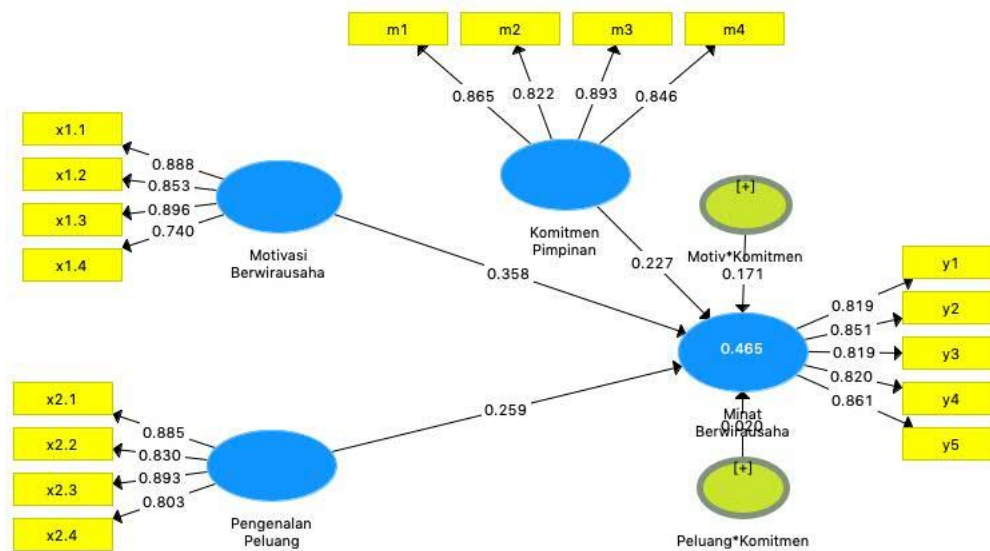 m1
m2
m3
m4
0.865
0.822
0.893
0.846
Komitmen
Pimpinan
x1.1
x1.2
x1.3
x1.4
0.888
0.853
0.896
0.740
Motivasi
Berwirausaha
[+]
Motiv*Komitmen
0.227
0.171
0.358
0.465
Minat
Berwirausaha
0.819
0.851
0.819
0.820
0.861
y1
y2
y3
y4
y5
x2.1
x2.2
x2.3
x2.4
0.885
0.830
0.893
0.803
Pengenalan
Peluang
0.259
0.020
[+]
Peluang*Komitmen